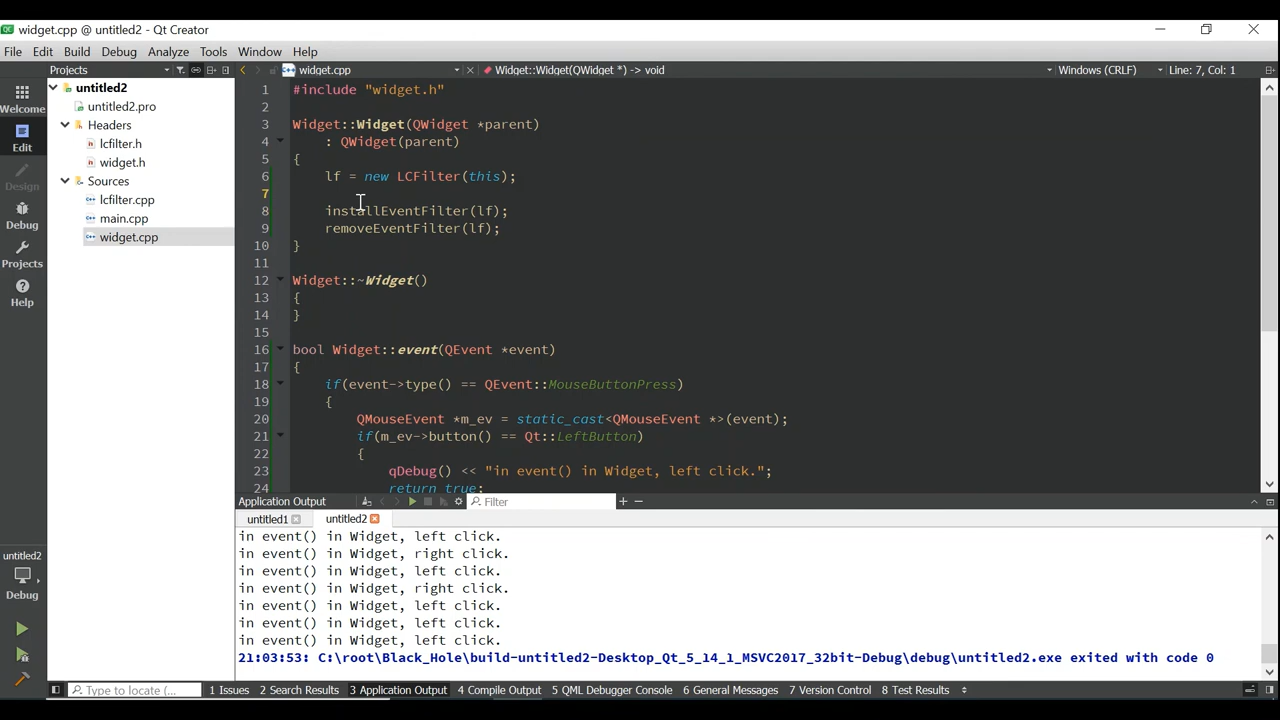 widget.cpp @ untitled2 - Qt Creator
File Edit Build Debug Analyze Tools Window Help
Projects
widget.cpp
Widget::Widget(QWidget *) -> void
Windows (CRLF)
Line: 7, Col: 1
Welcome
Edit
Design
Debug
Projects
Help
untitled2
Debug
untitled2
untitled2.pro
Headers
lcfilter.h
widget.h
Sources
lcfilter.cpp
main.cpp
widget.cpp
1 #include "widget.h"
2
3 Widget::Widget(QWidget *parent)
4 : QWidget(parent)
5 {
6 lf = new LCFilter(this);
7
8 installEventFilter(lf);
9 removeEventFilter(lf);
10 }
11
12 Widget::~Widget()
13 {
14 }
15
16 bool Widget::event(QEvent *event)
17 {
18 if(event->type() == QEvent::MouseButtonPress)
19 {
20 QMouseEvent *m_ev = static_cast<QMouseEvent *>(event);
21 if(m_ev->button() == Qt::LeftButton)
22 {
23 qDebug() << "in event() in Widget, left click.";
24 return true;
Application Output
Filter
untitled1
untitled2
in event() in Widget, left click.
in event() in Widget, right click.
in event() in Widget, left click.
in event() in Widget, right click.
in event() in Widget, left click.
in event() in Widget, left click.
in event() in Widget, left click.
21:03:53: C:\root\Black_Hole\build-untitled2-Desktop_Qt_5_14_1_MSVC2017_32bit-Debug\debug\untitled2.exe exited with code 0
Type to locate (...
1 Issues 2 Search Results 3 Application Output 4 Compile Output 5 QML Debugger Console 6 General Messages 7 Version Control 8 Test Results